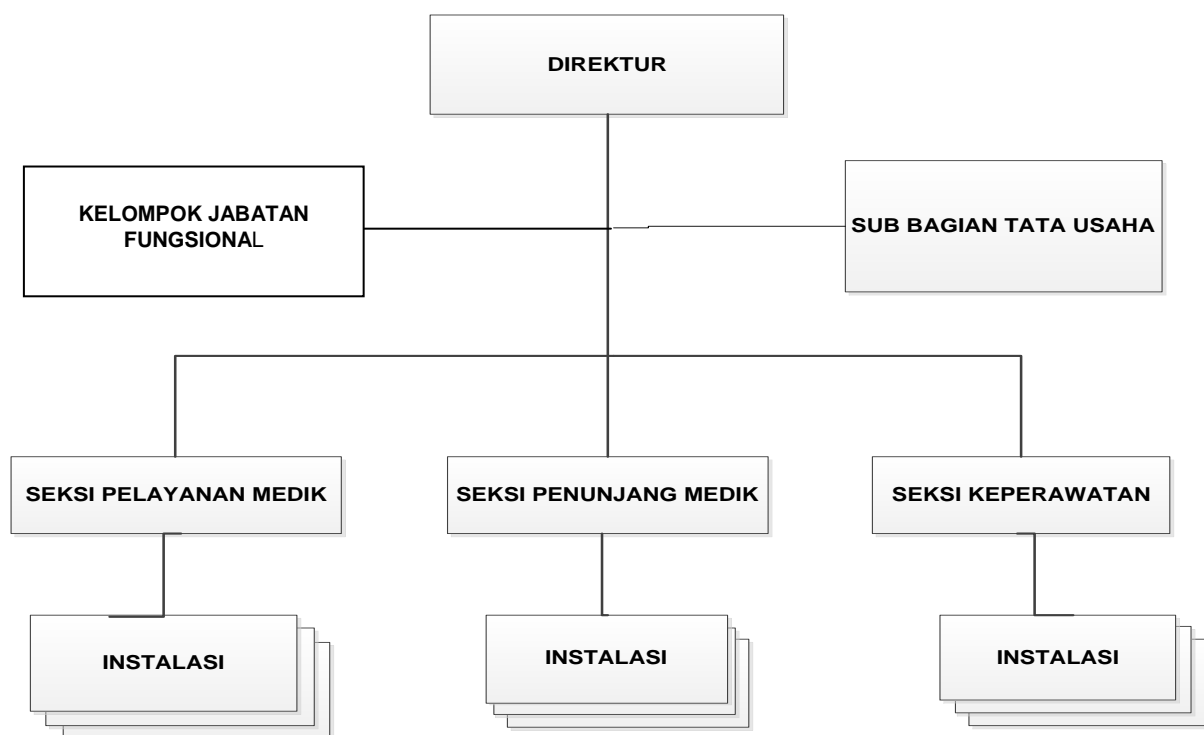 DIREKTUR
KELOMPOK JABATAN
FUNGSIONAL
SUB BAGIAN TATA USAHA
SEKSI PELAYANAN MEDIK
SEKSI PENUNJANG MEDIK
SEKSI KEPERAWATAN
INSTALASI
INSTALASI
INSTALASI